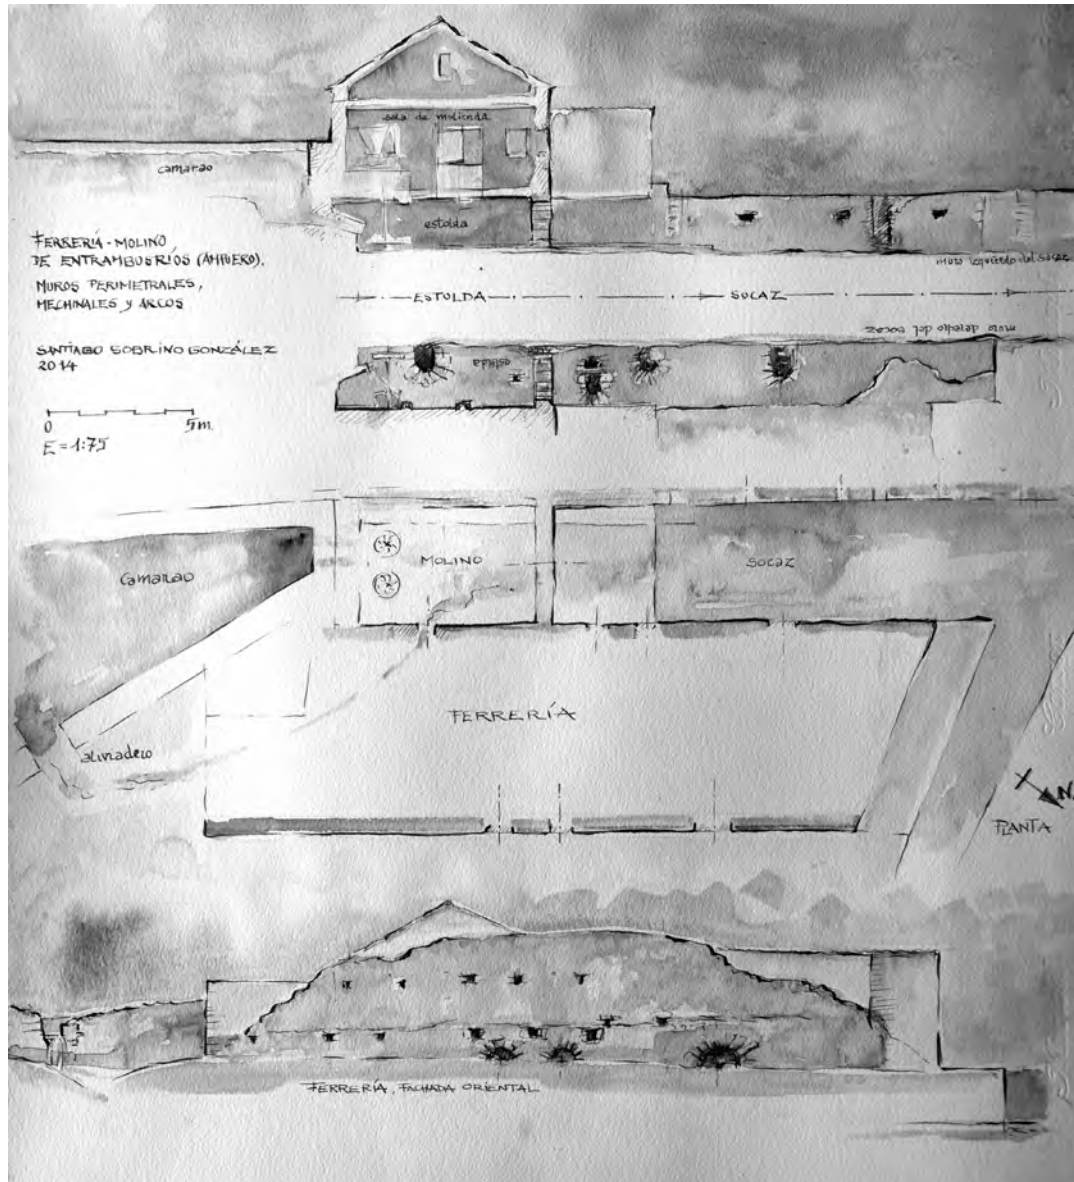 sala de molienda
camarao
estolda
FERRERÍA-MOLINO
DE ENTRAMBOSRÍOS (AMPUERO).
MUROS PERIMETRALES,
MECHINALES y ARCOS
muro izquierdo del socaz
ESTOLDA
SOCAZ
muro derecho del socaz
SANTIAGO SOBRINO GONZÁLEZ
2014
estolda
0 5m.
E=1:75
MOLINO
SOCAZ
Camarao
FERRERÍA
aliviadero
N.
PLANTA
FERRERÍA, FACHADA ORIENTAL